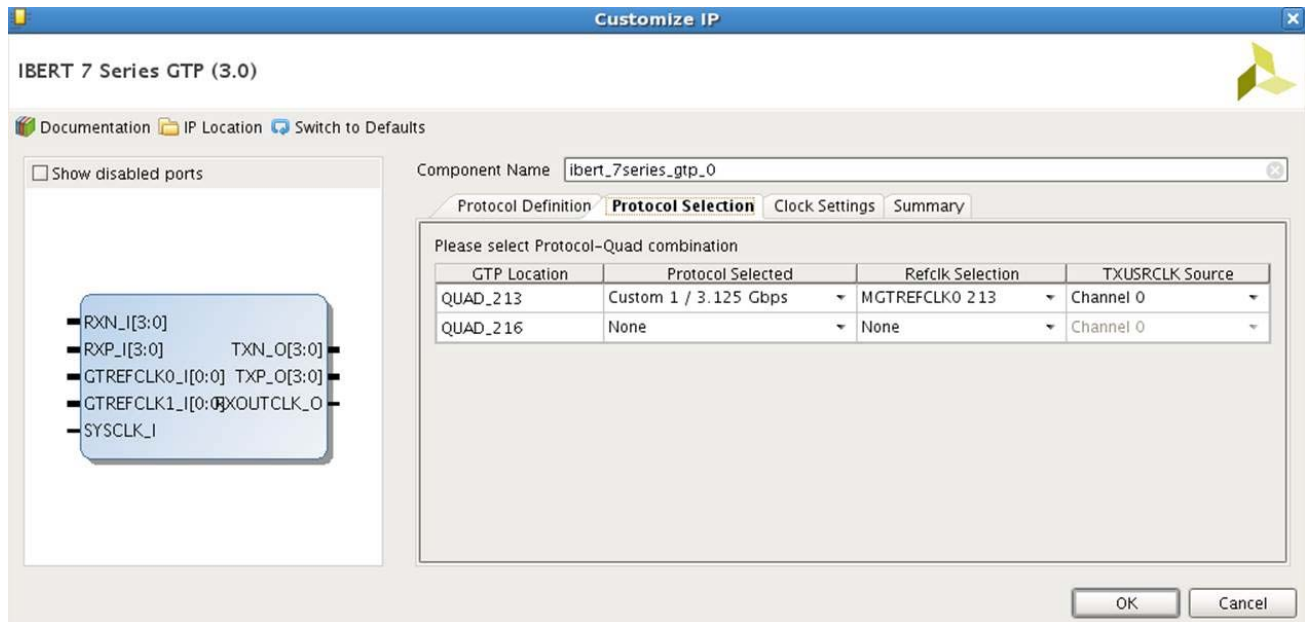 Customize IP
IBERT 7 Series GTP (3.0)
Documentation IP Location Switch to Defaults
Show disabled ports
RXN_I[3:0]
RXP_I[3:0] TXN_O[3:0]
GTREFCLK0_I[0:0] TXP_O[3:0]
GTREFCLK1_I[0:0] RXOUTCLK_O
SYSCLK_I
Component Name ibert_7series_gtp_0
Protocol Definition Protocol Selection Clock Settings Summary
Please select Protocol-Quad combination
GTP Location Protocol Selected Refclk Selection TXUSRCLK Source
QUAD_213 Custom 1 / 3.125 Gbps MGTREFCLK0 213 Channel 0
QUAD_216 None None Channel 0
OK Cancel